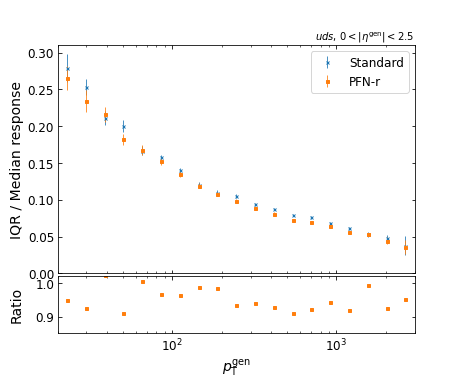 uds, 0 < |η^gen| < 2.5
0.30
0.25
0.20
0.15
0.10
0.05
0.00
IQR / Median response
Standard
PFN-r
1.0
0.9
Ratio
10^2
10^3
p_T^gen